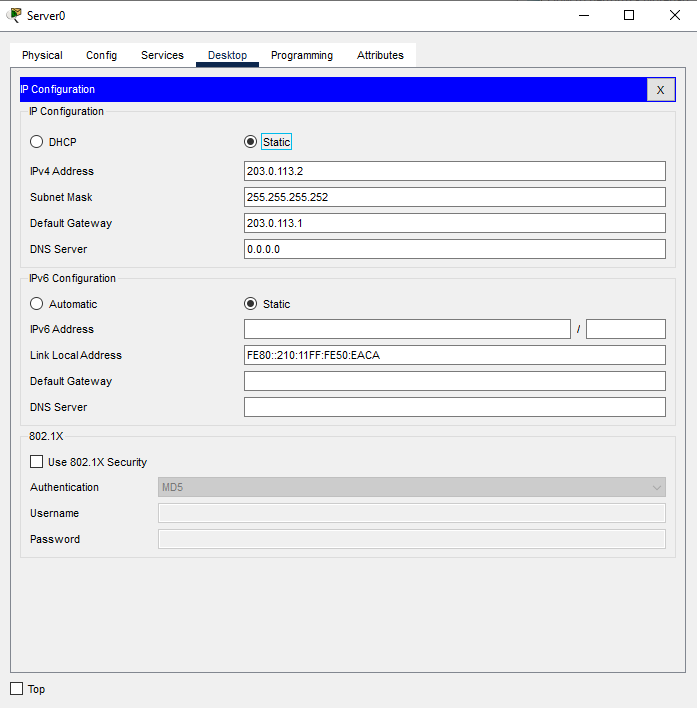 Server0
Physical Config Services Desktop Programming Attributes
IP Configuration
X
IP Configuration
DHCP Static
IPv4 Address 203.0.113.2
Subnet Mask 255.255.255.252
Default Gateway 203.0.113.1
DNS Server 0.0.0.0
IPv6 Configuration
Automatic Static
IPv6 Address /
Link Local Address FE80::210:11FF:FE50:EACA
Default Gateway
DNS Server
802.1X
Use 802.1X Security
Authentication MD5
Username
Password
Top